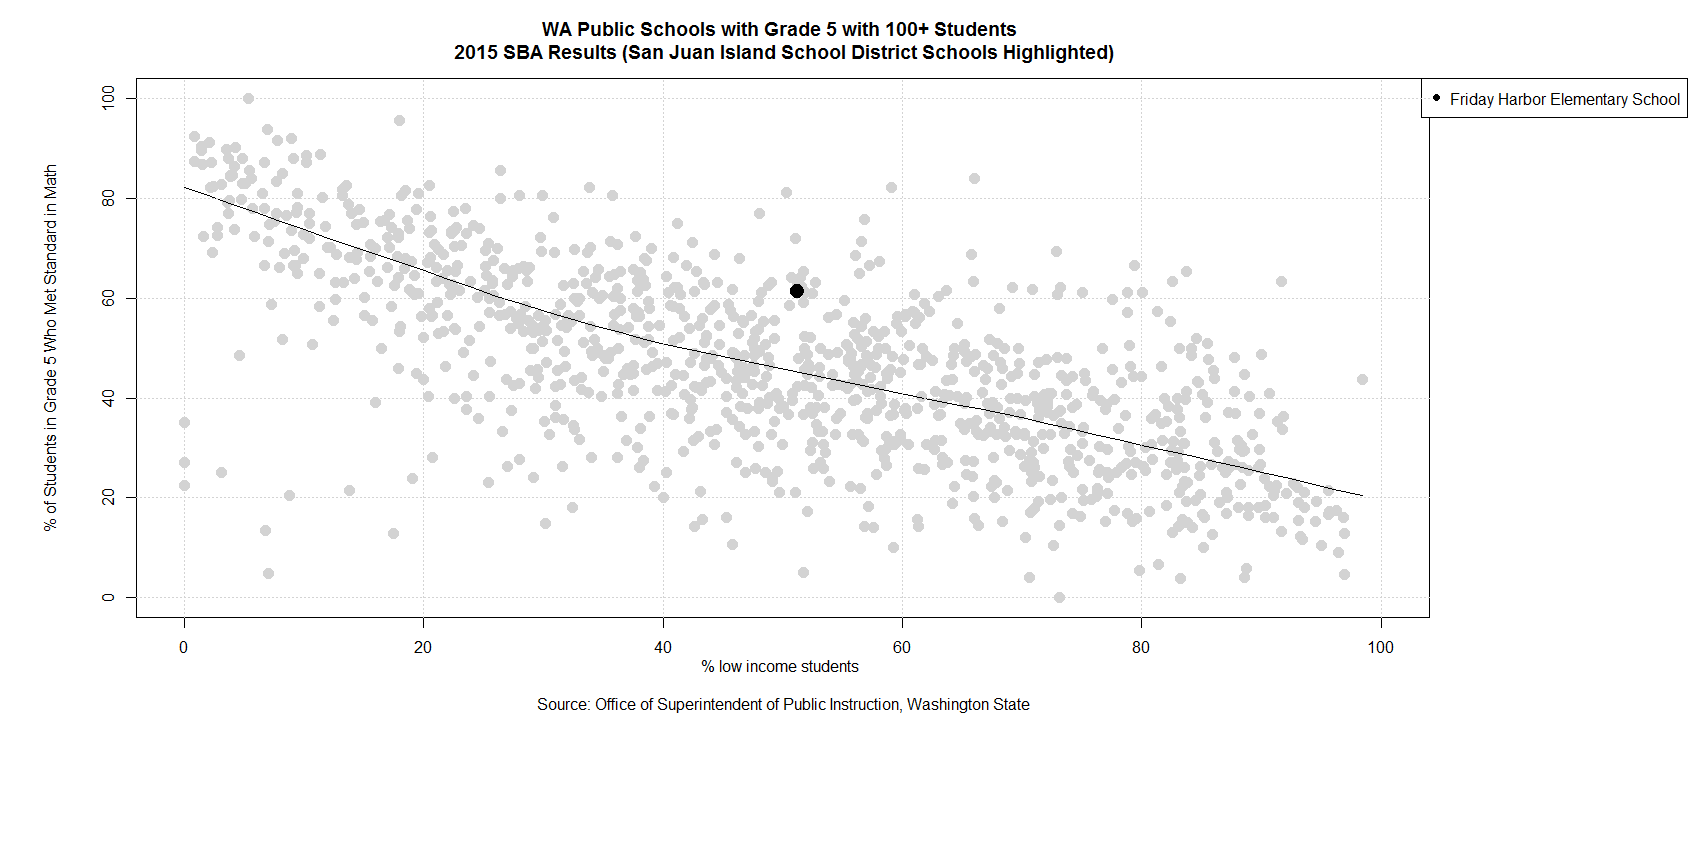 WA Public Schools with Grade 5 with 100+ Students
2015 SBA Results (San Juan Island School District Schools Highlighted)
Friday Harbor Elementary School
% of Students in Grade 5 Who Met Standard in Math
100
80
60
40
20
0
0 20 40 60 80 100
% low income students
Source: Office of Superintendent of Public Instruction, Washington State